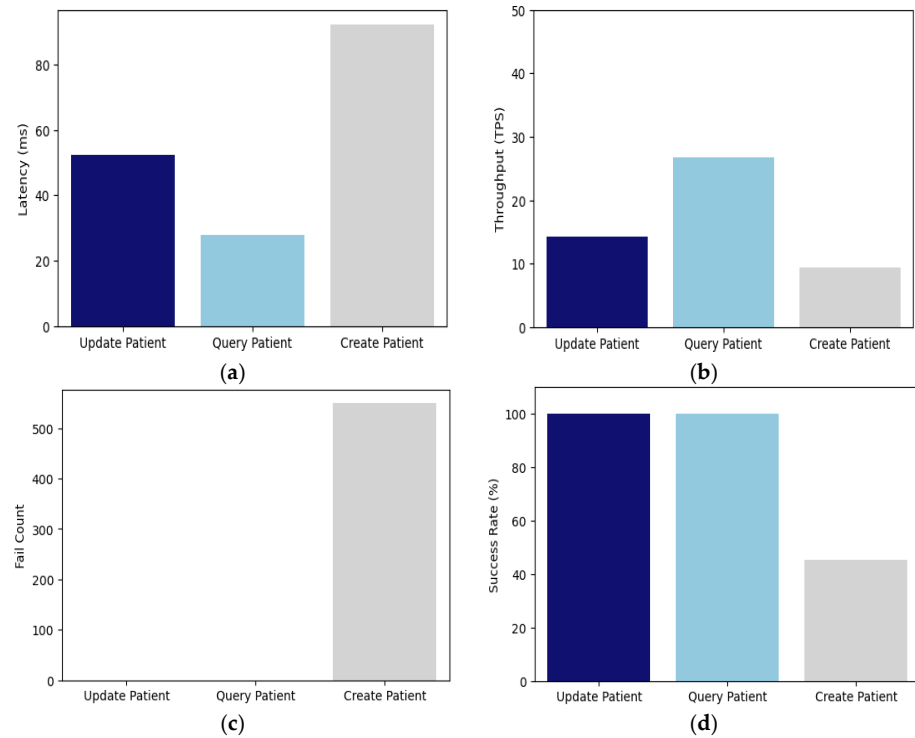 Latency (ms)
80
60
40
20
0
Update Patient Query Patient Create Patient
(a)
Throughput (TPS)
50
40
30
20
10
0
Update Patient Query Patient Create Patient
(b)
Fail Count
500
400
300
200
100
0
Update Patient Query Patient Create Patient
(c)
Success Rate (%)
100
80
60
40
20
0
Update Patient Query Patient Create Patient
(d)